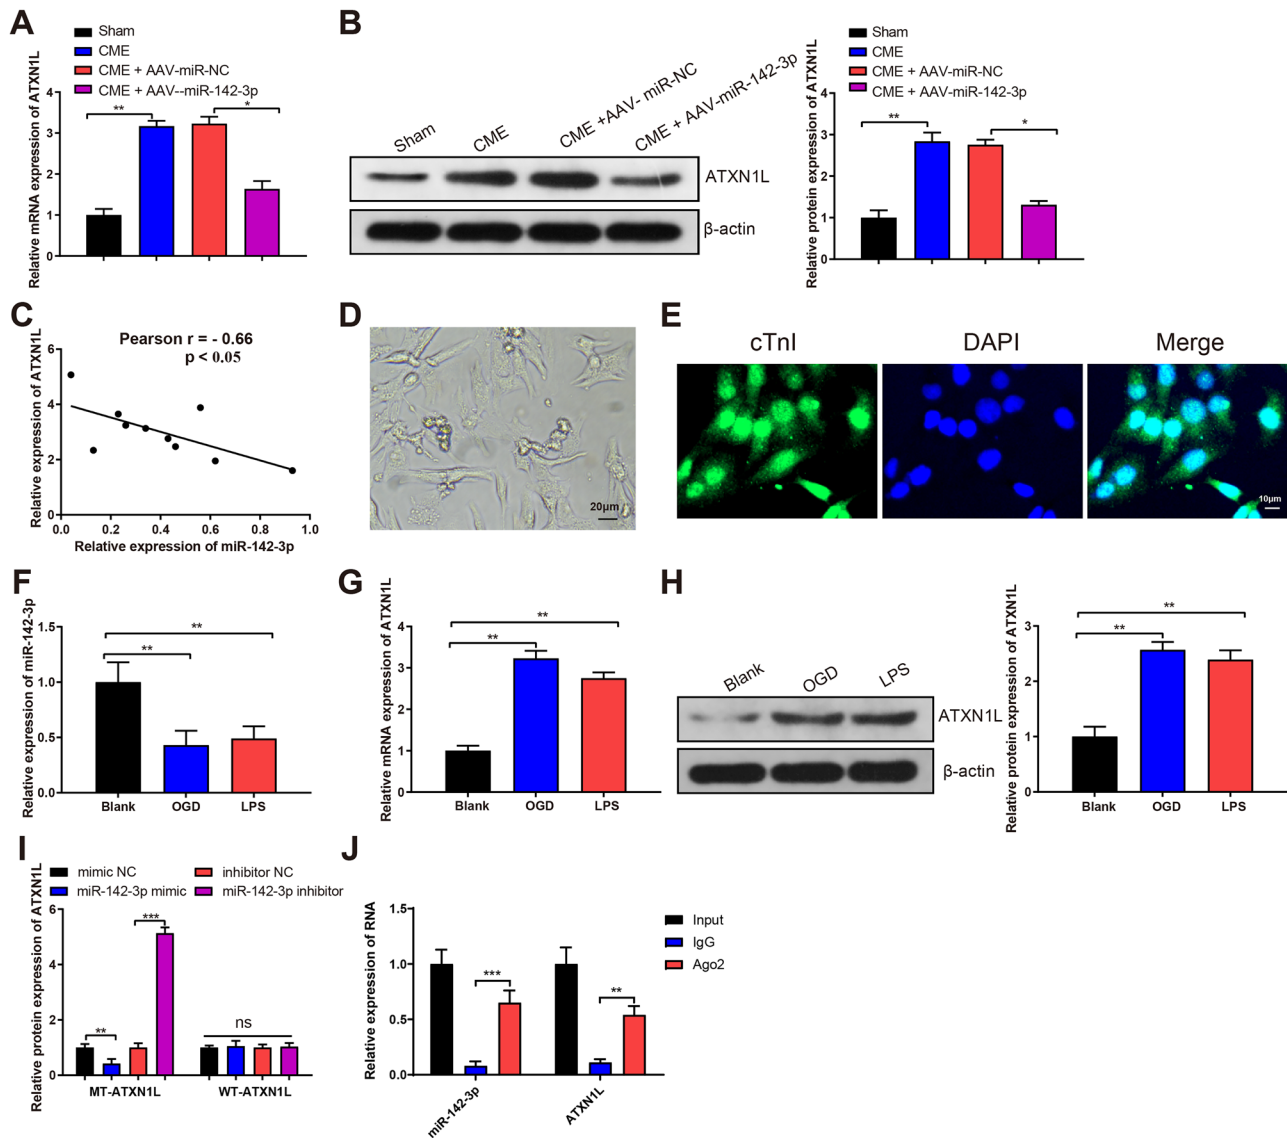 A
Sham
CME
CME + AAV-miR-NC
CME + AAV--miR-142-3p
Relative mRNA expression of ATXN1L
4
3
2
1
0
**
*
B
Sham
CME
CME +AAV- miR-NC
CME + AAV-miR-142-3p
ATXN1L
β-actin
Sham
CME
CME + AAV-miR-NC
CME + AAV-miR-142-3p
Relative protein expression of ATXN1L
4
3
2
1
0
**
*
C
Pearson r = - 0.66
p < 0.05
Relative expression of ATXN1L
6
4
2
0
0.0 0.2 0.4 0.6 0.8 1.0
Relative expression of miR-142-3p
D
20μm
E
cTnI DAPI Merge
10μm
F
Relative expression of miR-142-3p
1.5
1.0
0.5
0.0
**
**
Blank OGD LPS
G
Relative mRNA expression of ATXN1L
4
3
2
1
0
**
**
Blank OGD LPS
H
Blank OGD LPS
ATXN1L
β-actin
Relative protein expression of ATXN1L
3
2
1
0
**
**
Blank OGD LPS
I
mimic NC inhibitor NC
miR-142-3p mimic miR-142-3p inhibitor
Relative protein expression of ATXN1L
6
4
2
0
**
***
ns
MT-ATXN1L WT-ATXN1L
J
Relative expression of RNA
1.5
1.0
0.5
0.0
***
**
miR-142-3p ATXN1L
Input
IgG
Ago2